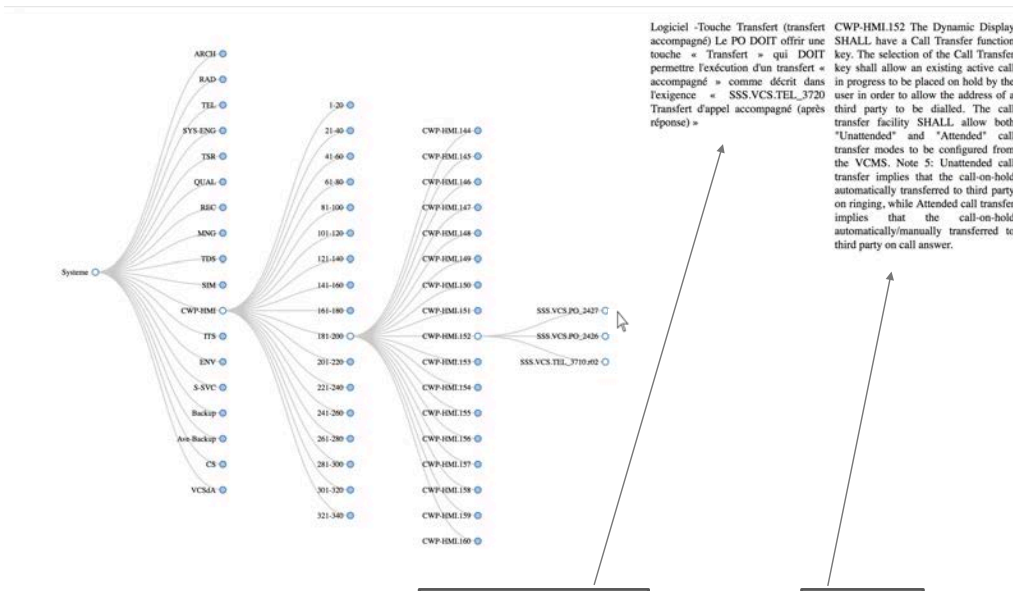 Logiciel -Touche Transfert (transfert
accompagné) Le PO DOIT offrir une
touche « Transfert » qui DOIT
permettre l'exécution d'un transfert «
accompagné » comme décrit dans
l'exigence « SSS.VCS.TEL_3720
Transfert d'appel accompagné (après
réponse) »
CWP-HMI.152 The Dynamic Display
SHALL have a Call Transfer function
key. The selection of the Call Transfer
key shall allow an existing active call
in progress to be placed on hold by the
user in order to allow the address of a
third party to be dialled. The call
transfer facility SHALL allow both
"Unattended" and "Attended" call
transfer modes to be configured from
the VCMS. Note 5: Unattended call
transfer implies that the call-on-hold
automatically transferred to third party
on ringing, while Attended call transfer
implies that the call-on-hold
automatically/manually transferred to
third party on call answer.
Systeme
ARCH
RAD
TEL
SYS-ENG
TSR
QUAL
REC
MNG
TDS
SIM
CWP-HMI
ITS
ENV
S-SVC
Backup
Ass-Backup
CS
VCSdA
1-20
21-40
41-60
61-80
81-100
101-120
121-140
141-160
161-180
181-200
201-220
221-240
241-260
261-280
281-300
301-320
321-340
CWP-HMI.144
CWP-HMI.145
CWP-HMI.146
CWP-HMI.147
CWP-HMI.148
CWP-HMI.149
CWP-HMI.150
CWP-HMI.151
CWP-HMI.152
CWP-HMI.153
CWP-HMI.154
CWP-HMI.155
CWP-HMI.156
CWP-HMI.157
CWP-HMI.158
CWP-HMI.159
CWP-HMI.160
SSS.VCS.PO_2427
SSS.VCS.PO_2426
SSS.VCS.TEL_3710.r02